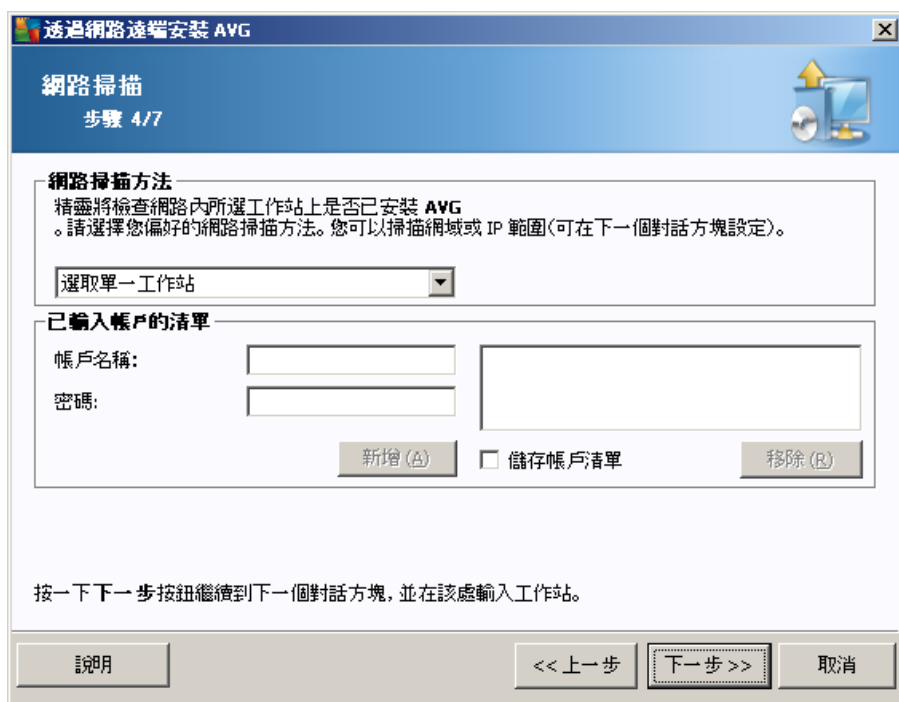 透過網路遠端安裝 AVG
網路掃描
步驟 4/7
網路掃描方法
精靈將檢查網路內所選工作站上是否已安裝 AVG
。請選擇您偏好的網路掃描方法。您可以掃描網域或 IP 範圍(可在下一個對話方塊設定)。
選取單一工作站
已輸入帳戶的清單
帳戶名稱:
密碼:
新增(A)
儲存帳戶清單
移除(R)
按一下下一步按鈕繼續到下一個對話方塊, 並在該處輸入工作站。
說明
<< 上一步
下一步 >>
取消